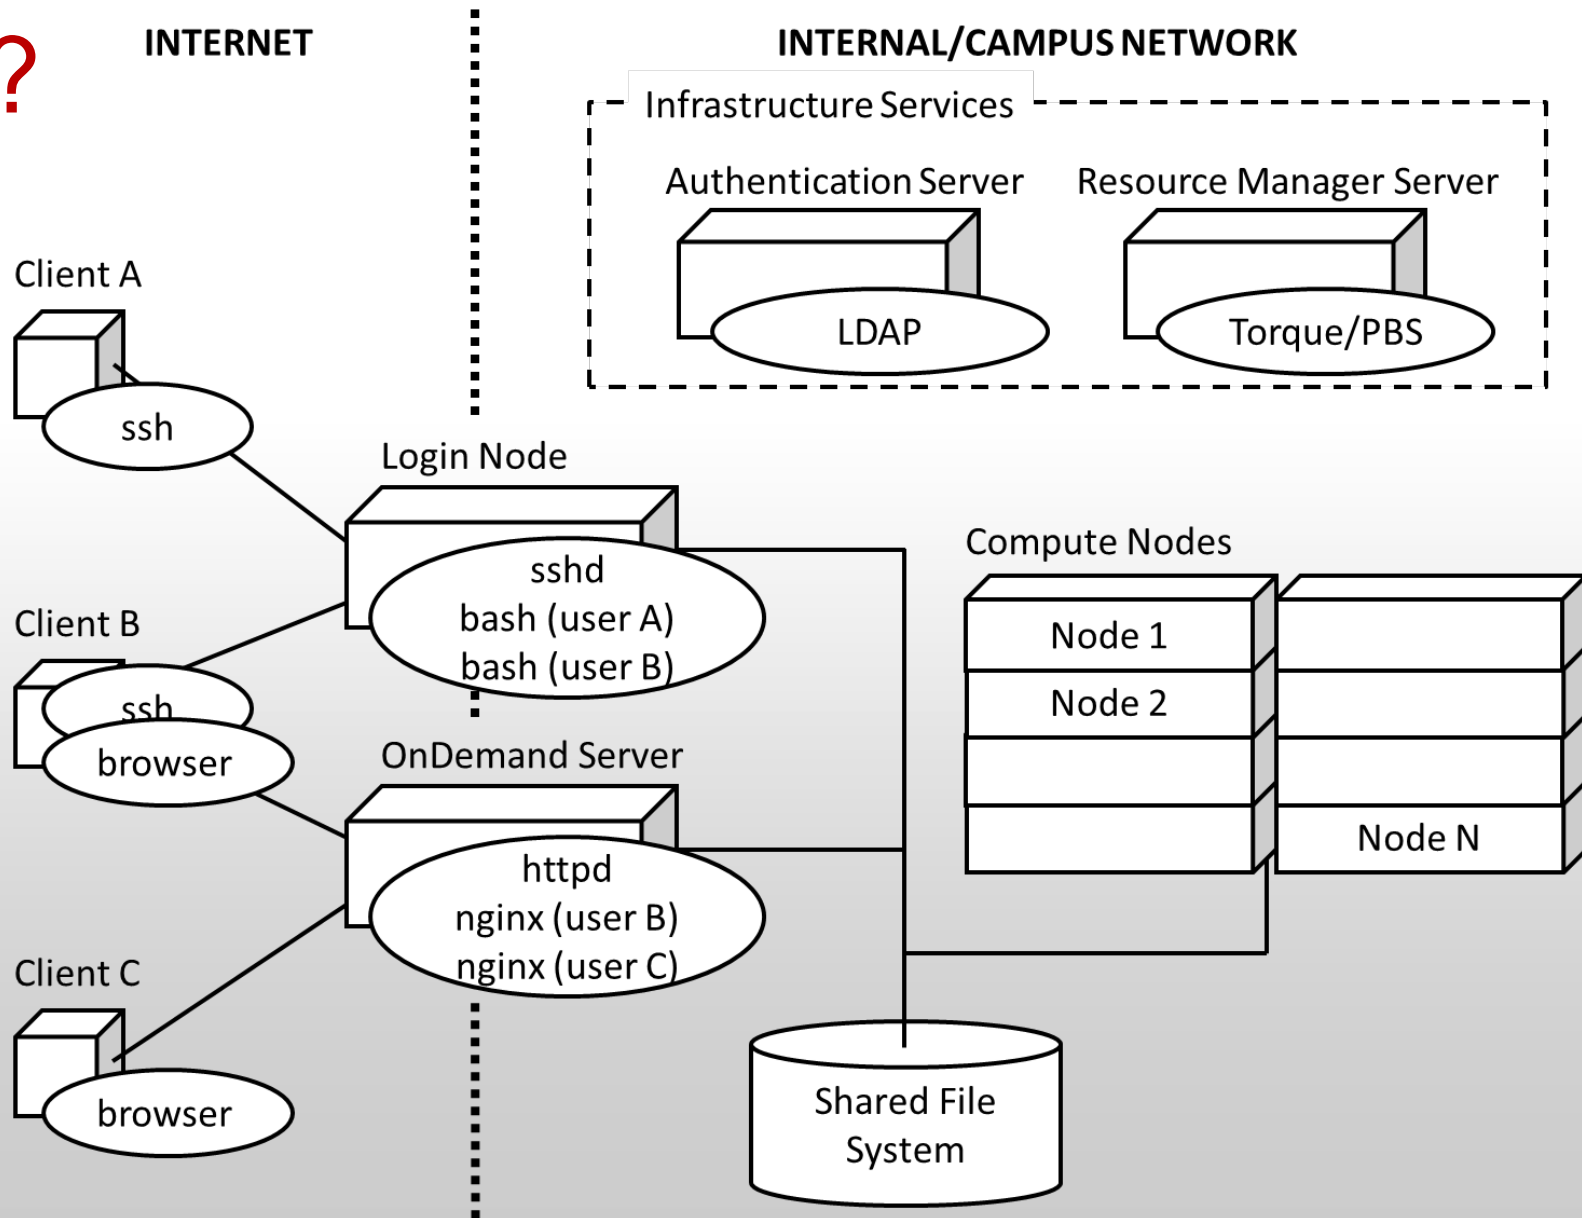 ?
INTERNET
INTERNAL/CAMPUS NETWORK
Infrastructure Services
Authentication Server
Resource Manager Server
LDAP
Torque/PBS
Client A
ssh
Login Node
sshd
bash (user A)
bash (user B)
Client B
ssh
browser
OnDemand Server
httpd
nginx (user B)
nginx (user C)
Client C
browser
Compute Nodes
Node 1
Node 2
Node N
Shared File
System